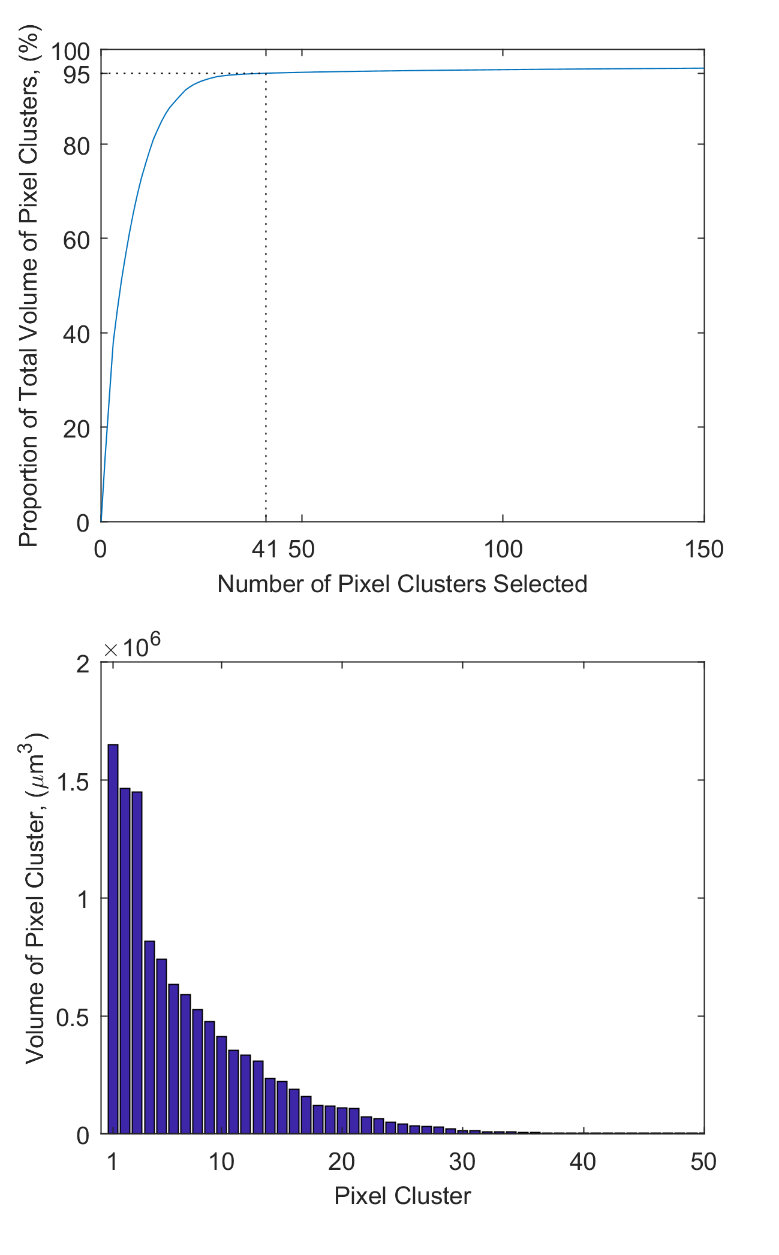 Proportion of Total Volume of Pixel Clusters, (%)
100
95
80
60
40
20
0
0 41 50 100 150
Number of Pixel Clusters Selected
×10^6
Volume of Pixel Cluster, (μm^3)
2
1.5
1
0.5
0
1 10 20 30 40 50
Pixel Cluster